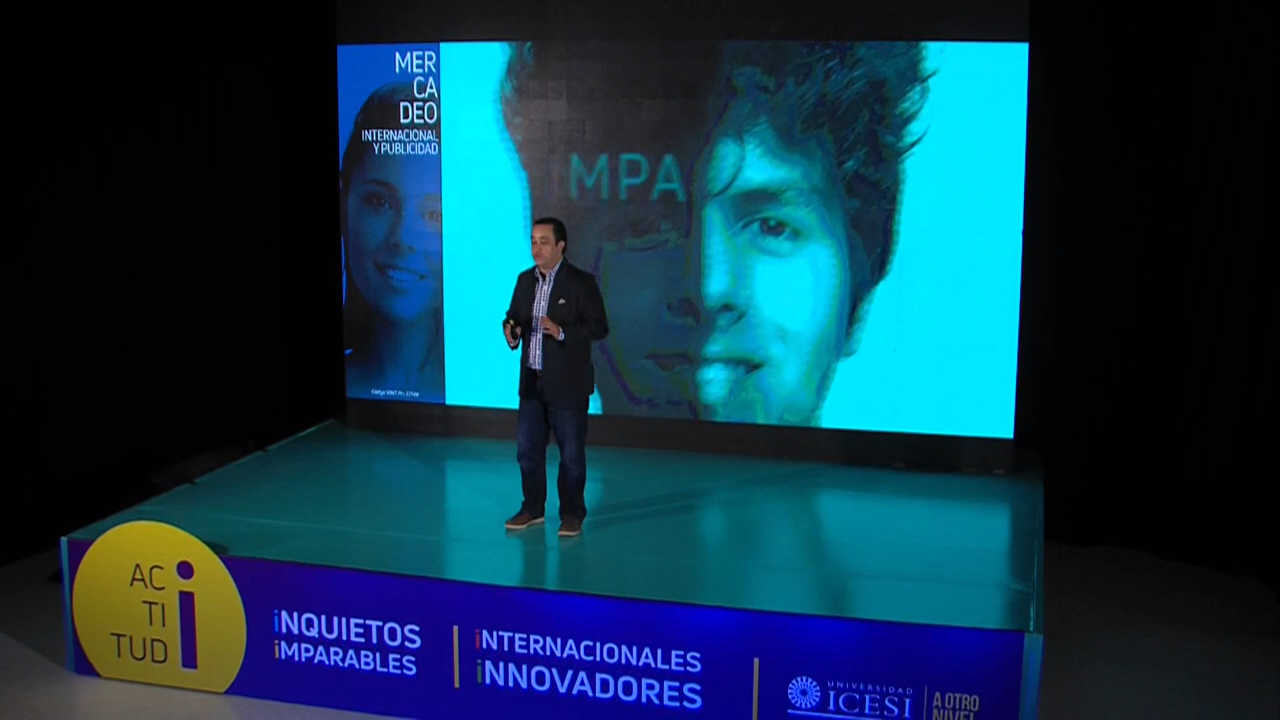 MER
CA
DEO
INTERNACIONAL
Y PUBLICIDAD
MPA
AC
TI
TUD
i
iNQUIETOS
iMPARABLES
iNTERNACIONALES
iNNOVADORES
UNIVERSIDAD
ICESI
A OTRO
NIVEL